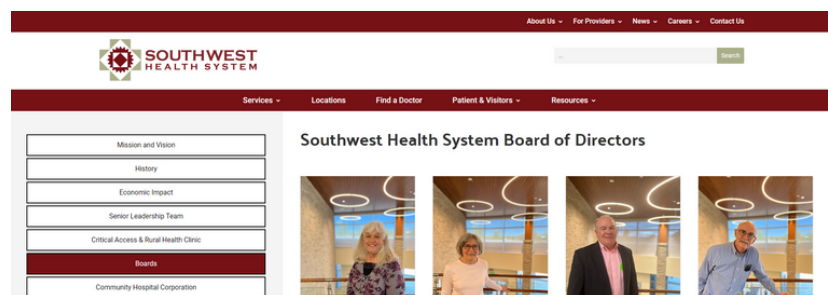 About Us For Providers News Careers Contact Us
SOUTHWEST
HEALTH SYSTEM
...
Search
Services Locations Find a Doctor Patient & Visitors Resources
Mission and Vision
History
Economic Impact
Senior Leadership Team
Critical Access & Rural Health Clinic
Boards
Community Hospital Corporation
Southwest Health System Board of Directors